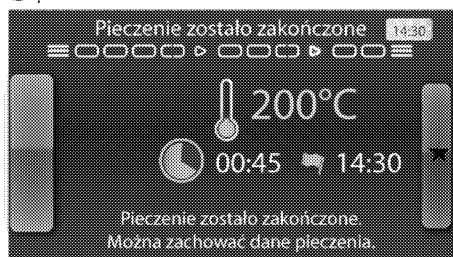 Pieczenie zostało zakończone 14:30
200°C
00:45 14:30
Pieczenie zostało zakończone.
Można zachować dane pieczenia.